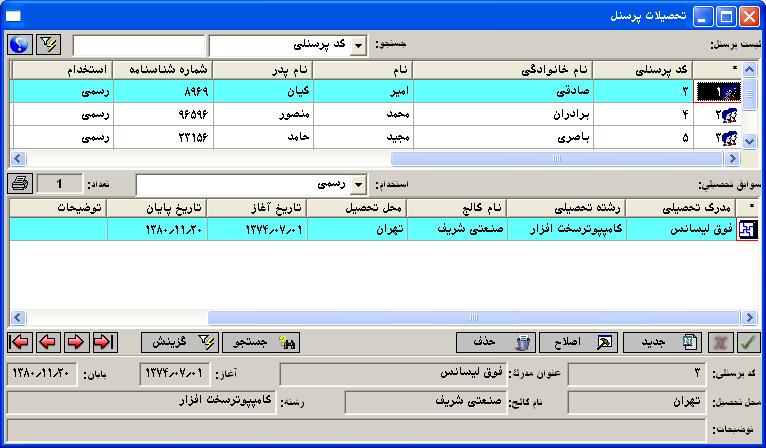 تحصیلات پرسنل
لیست پرسنل: جستجو: کد پرسنلی
* کد پرسنلی نام خانوادگی نام نام پدر شماره شناسنامه استخدام
۱ ۳ صادقی امیر کیان ۸۹۶۹ رسمی
۲ ۴ برادران محمد منصور ۹۶۵۹۶ رسمی
۳ ۵ باصری مجید حامد ۲۳۱۵۶ رسمی
سوابق تحصیلی: استخدام: رسمی تعداد: 1
* مدرک تحصیلی رشته تحصیلی نام کالج محل تحصیل تاریخ آغاز تاریخ پایان توضیحات
فوق لیسانس کامپیوترسخت افزار صنعتی شریف تهران ۱۳۷۴/۰۷/۰۱ ۱۳۸۰/۱۱/۲۰
جدید اصلاح حذف جستجو گزینش
کد پرسنلی: ۳ عنوان مدرك: فوق لیسانس آغاز: ۱۳۷۴/۰۷/۰۱ پایان: ۱۳۸۰/۱۱/۲۰
محل تحصیل: تهران نام کالج: صنعتی شریف رشته: کامپیوترسخت افزار
توضیحات: